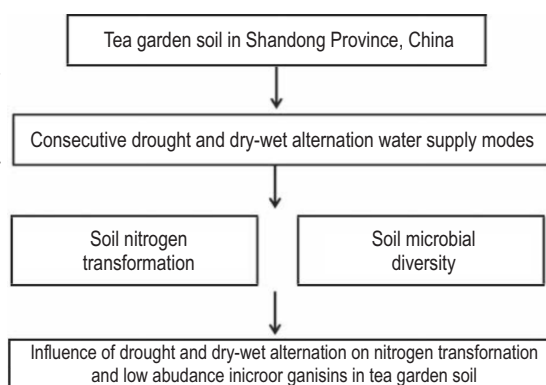 Tea garden soil in Shandong Province, China
Consecutive drought and dry-wet alternation water supply modes
Soil nitrogen
transformation
Soil microbial
diversity
Influence of drought and dry-wet alternation on nitrogen transfornation
and low abudance inicroor ganisins in tea garden soil